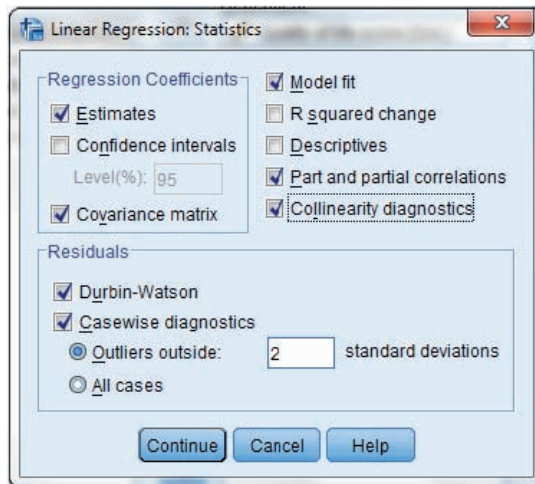 Linear Regression: Statistics
Regression Coefficients
Estimates
Confidence intervals
Level(%): 95
Covariance matrix
Model fit
R squared change
Descriptives
Part and partial correlations
Collinearity diagnostics
Residuals
Durbin-Watson
Casewise diagnostics
Outliers outside: 2 standard deviations
All cases
Continue Cancel Help